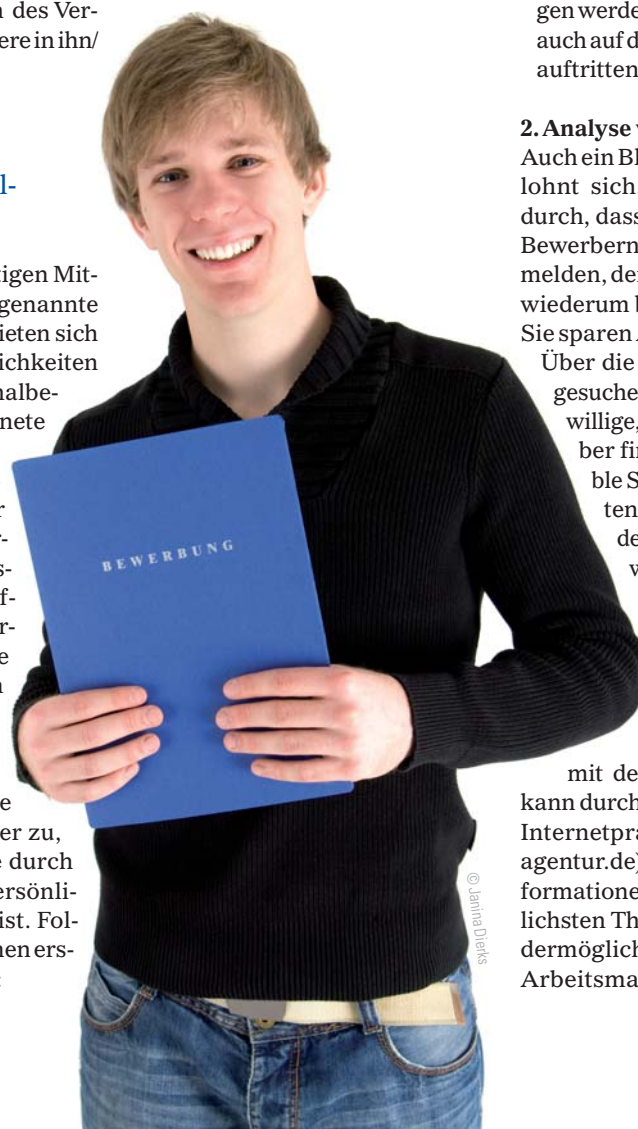 n des Ver-
ere in ihn/
l-
tigen Mit-
genannte
ieten sich
lichkeiten
nalbe-
nete
r
r-
s-
f-
r-
e
n
e
er zu,
e durch
ersönli-
ist. Fol-
nen ers-
:
BEWERBUNG
© Janina Dierks
gen werde
auch auf d
auftritten
2. Analyse
Auch ein Bl
lohnt sich
durch, dass
Bewerbern
melden, der
wiederum b
Sie sparen A
Über die
gesuche
willige,
ber fin
ble S
ten
de
w
mit de
kann durch
Internetprä
agentur.de)
formatione
lichsten Th
dermöglich
Arbeitsma